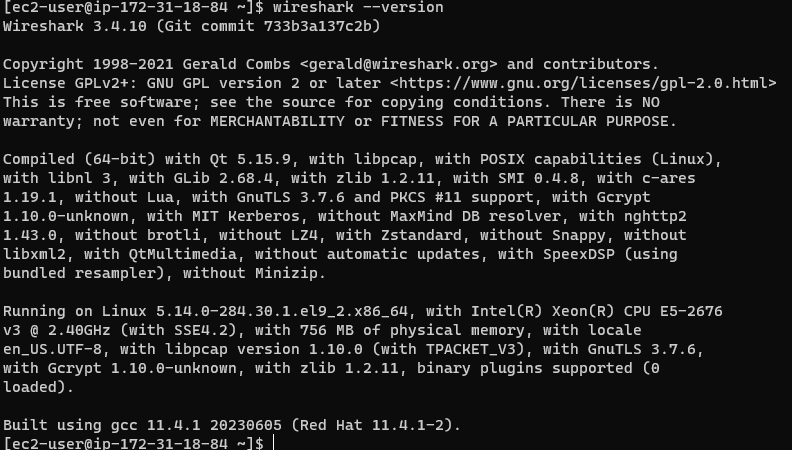 [ec2-user@ip-172-31-18-84 ~]$ wireshark --version
Wireshark 3.4.10 (Git commit 733b3a137c2b)
Copyright 1998-2021 Gerald Combs <gerald@wireshark.org> and contributors.
License GPLv2+: GNU GPL version 2 or later <https://www.gnu.org/licenses/gpl-2.0.html>
This is free software; see the source for copying conditions. There is NO
warranty; not even for MERCHANTABILITY or FITNESS FOR A PARTICULAR PURPOSE.
Compiled (64-bit) with Qt 5.15.9, with libpcap, with POSIX capabilities (Linux),
with libnl 3, with GLib 2.68.4, with zlib 1.2.11, with SMI 0.4.8, with c-ares
1.19.1, without Lua, with GnuTLS 3.7.6 and PKCS #11 support, with Gcrypt
1.10.0-unknown, with MIT Kerberos, without MaxMind DB resolver, with nghttp2
1.43.0, without brotli, without LZ4, with Zstandard, without Snappy, without
libxml2, with QtMultimedia, without automatic updates, with SpeexDSP (using
bundled resampler), without Minizip.
Running on Linux 5.14.0-284.30.1.el9_2.x86_64, with Intel(R) Xeon(R) CPU E5-2676
v3 @ 2.40GHz (with SSE4.2), with 756 MB of physical memory, with locale
en_US.UTF-8, with libpcap version 1.10.0 (with TPACKET_V3), with GnuTLS 3.7.6,
with Gcrypt 1.10.0-unknown, with zlib 1.2.11, binary plugins supported (0
loaded).
Built using gcc 11.4.1 20230605 (Red Hat 11.4.1-2).
[ec2-user@ip-172-31-18-84 ~]$